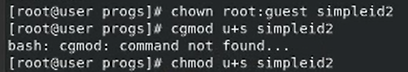 [root@user progs]# chown root:guest simpleid2
[root@user progs]# cgmod u+s simpleid2
bash: cgmod: command not found...
[root@user progs]# chmod u+s simpleid2